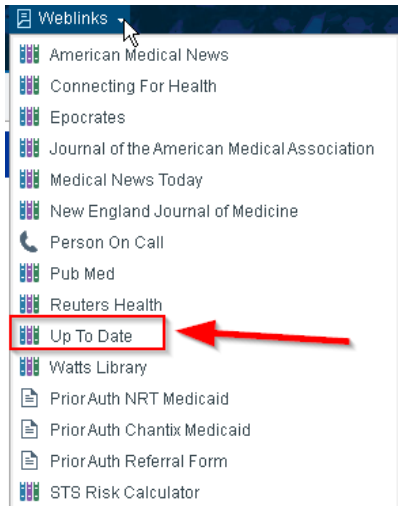 Weblinks
American Medical News
Connecting For Health
Epocrates
Journal of the American Medical Association
Medical News Today
New England Journal of Medicine
Person On Call
Pub Med
Reuters Health
Up To Date
Watts Library
Prior Auth NRT Medicaid
Prior Auth Chantix Medicaid
Prior Auth Referral Form
STS Risk Calculator